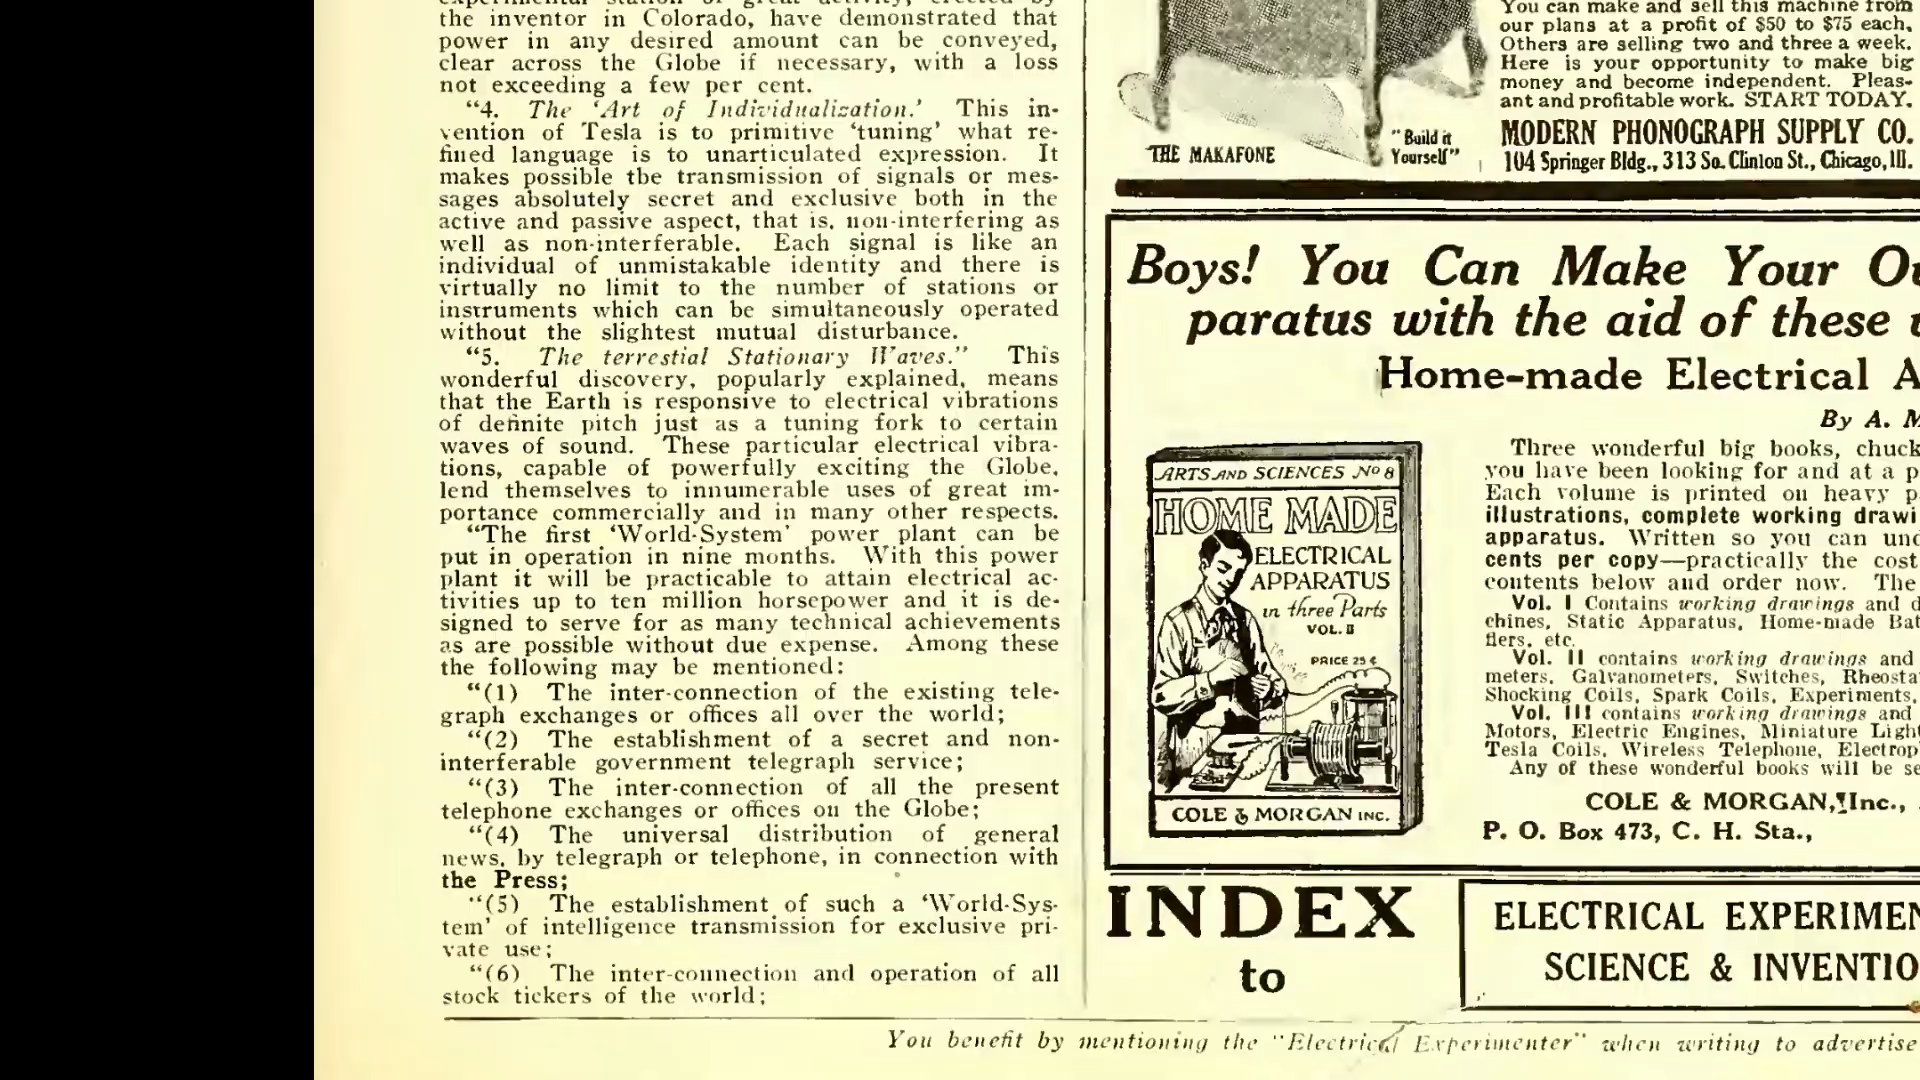 the inventor in Colorado, have demonstrated that
power in any desired amount can be conveyed,
clear across the Globe if necessary, with a loss
not exceeding a few per cent.
“4. The ‘Art of Individualization.’ This in-
vention of Tesla is to primitive ‘tuning’ what re-
fined language is to unarticulated expression. It
makes possible tbe transmission of signals or mes-
sages absolutely secret and exclusive both in the
active and passive aspect, that is, non-interfering as
well as non-interferable. Each signal is like an
individual of unmistakable identity and there is
virtually no limit to the number of stations or
instruments which can be simultaneously operated
without the slightest mutual disturbance.
“5. The terrestial Stationary Waves.” This
wonderful discovery, popularly explained, means
that the Earth is responsive to electrical vibrations
of definite pitch just as a tuning fork to certain
waves of sound. These particular electrical vibra-
tions, capable of powerfully exciting the Globe,
lend themselves to innumerable uses of great im-
portance commercially and in many other respects.
“The first ‘World-System’ power plant can be
put in operation in nine months. With this power
plant it will be practicable to attain electrical ac-
tivities up to ten million horsepower and it is de-
signed to serve for as many technical achievements
as are possible without due expense. Among these
the following may be mentioned:
“(1) The inter-connection of the existing tele-
graph exchanges or offices all over the world;
“(2) The establishment of a secret and non-
interferable government telegraph service;
“(3) The inter-connection of all the present
telephone exchanges or offices on the Globe;
“(4) The universal distribution of general
news, by telegraph or telephone, in connection with
the Press;
“(5) The establishment of such a ‘World-Sys-
tem’ of intelligence transmission for exclusive pri-
vate use;
“(6) The inter-connection and operation of all
stock tickers of the world;
You can make and sell this machine from
our plans at a profit of $50 to $75 each,
Others are selling two and three a week.
Here is your opportunity to make big
money and become independent. Pleas-
ant and profitable work. START TODAY.
MODERN PHONOGRAPH SUPPLY CO.
104 Springer Bldg., 313 So. Clinton St., Chicago, Ill.
THE MAKAFONE
"Build it
Yourself"
Boys! You Can Make Your
paratus with the aid of these
Home-made Electrical A
By A. M
Three wonderful big books, chuck
you have been looking for and at a p
Each volume is printed on heavy p
illustrations, complete working drawi
apparatus. Written so you can und
cents per copy—practically the cost
contents below and order now. The
Vol. I Contains working drawings and d
chines, Static Apparatus, Home-made Bat
flers, etc.
Vol. II contains working drawings and
meters, Galvanometers, Switches, Rheosta
Shocking Coils, Spark Coils, Experiments,
Vol. III contains working drawings and
Motors, Electric Engines, Miniature Light
Tesla Coils, Wireless Telephone, Electrop
Any of these wonderful books will be se
COLE & MORGAN, Inc.,
P. O. Box 473, C. H. Sta.,
ARTS AND SCIENCES No 8
HOME MADE
ELECTRICAL
APPARATUS
in three Parts
VOL. II
PRICE 25 ¢
COLE & MORGAN INC.
INDEX
to
ELECTRICAL EXPERIMEN
SCIENCE & INVENTIO
You benefit by mentioning the "Electrical Experimenter" when writing to advertise